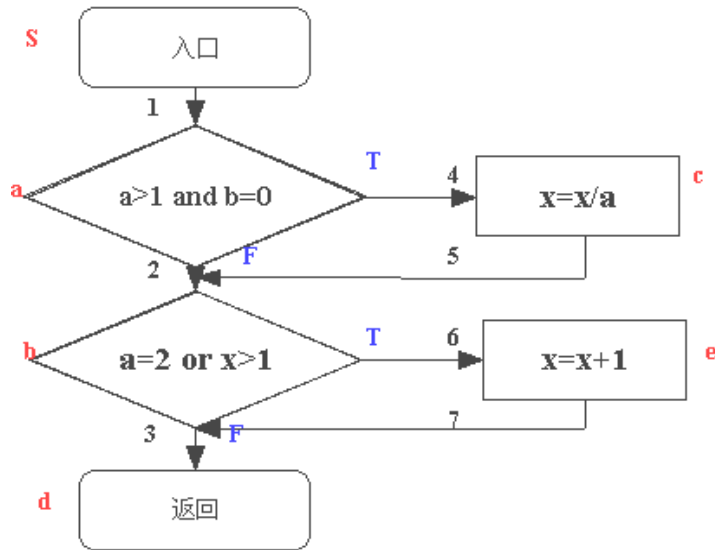 S
入口
1
a
a>1 and b=0
T
4
x=x/a
c
2
F
5
b
a=2 or x>1
T
6
x=x+1
e
3
F
7
d
返回